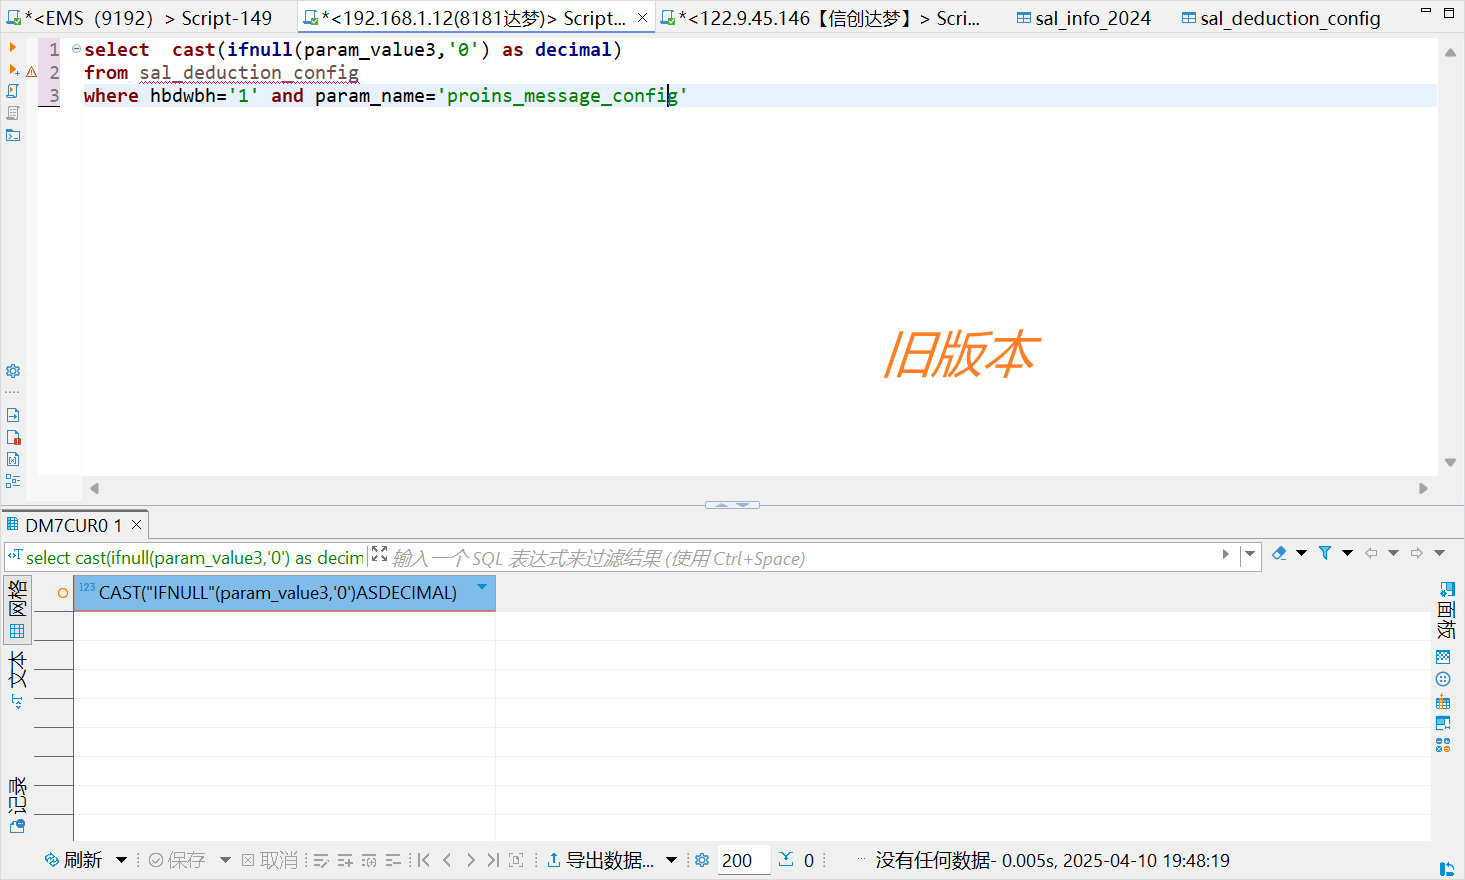 *<EMS（9192）> Script-149
*<192.168.1.12(8181达梦)> Script...
*<122.9.45.146【信创达梦】> Scri...
sal_info_2024
sal_deduction_config
1 select  cast(ifnull(param_value3,'0') as decimal)
2 from sal_deduction_config
3 where hbdwbh='1' and param_name='proins_message_config'
旧版本
DM7CUR0 1
select cast(ifnull(param_value3,'0') as decim
输入一个 SQL 表达式来过滤结果 (使用 Ctrl+Space)
网格
文本
记录
123 CAST("IFNULL"(param_value3,'0')ASDECIMAL)
面板
刷新
保存
取消
导出数据...
200
0
没有任何数据- 0.005s, 2025-04-10 19:48:19